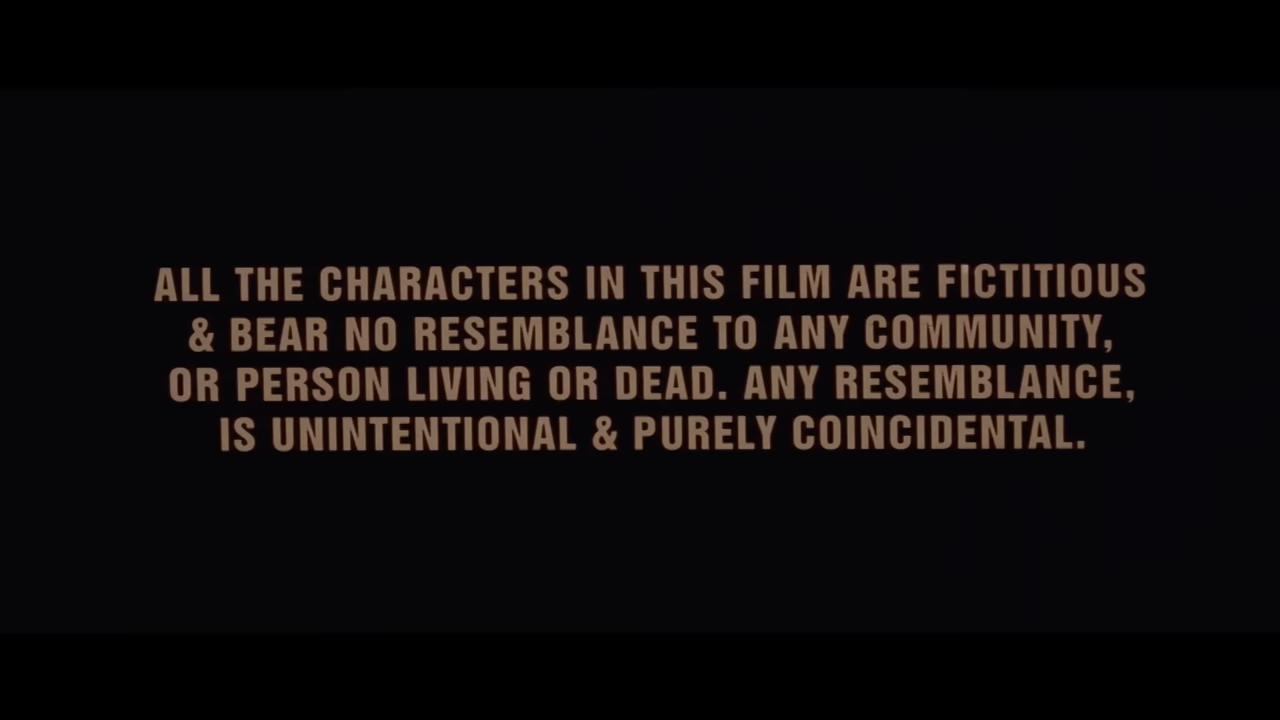 ALL THE CHARACTERS IN THIS FILM ARE FICTITIOUS
& BEAR NO RESEMBLANCE TO ANY COMMUNITY,
OR PERSON LIVING OR DEAD. ANY RESEMBLANCE,
IS UNINTENTIONAL & PURELY COINCIDENTAL.